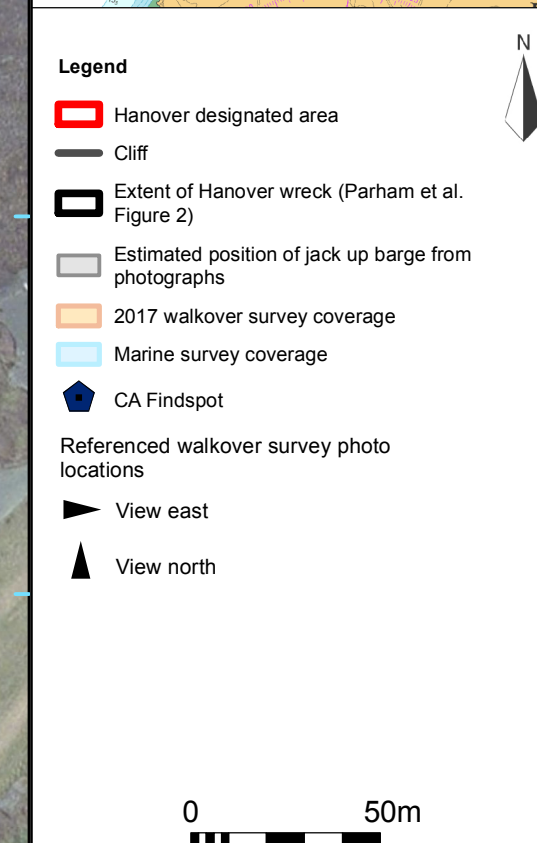 N
Legend
Hanover designated area
Cliff
Extent of Hanover wreck (Parham et al.
Figure 2)
Estimated position of jack up barge from
photographs
2017 walkover survey coverage
Marine survey coverage
CA Findspot
Referenced walkover survey photo
locations
View east
View north
0 50m